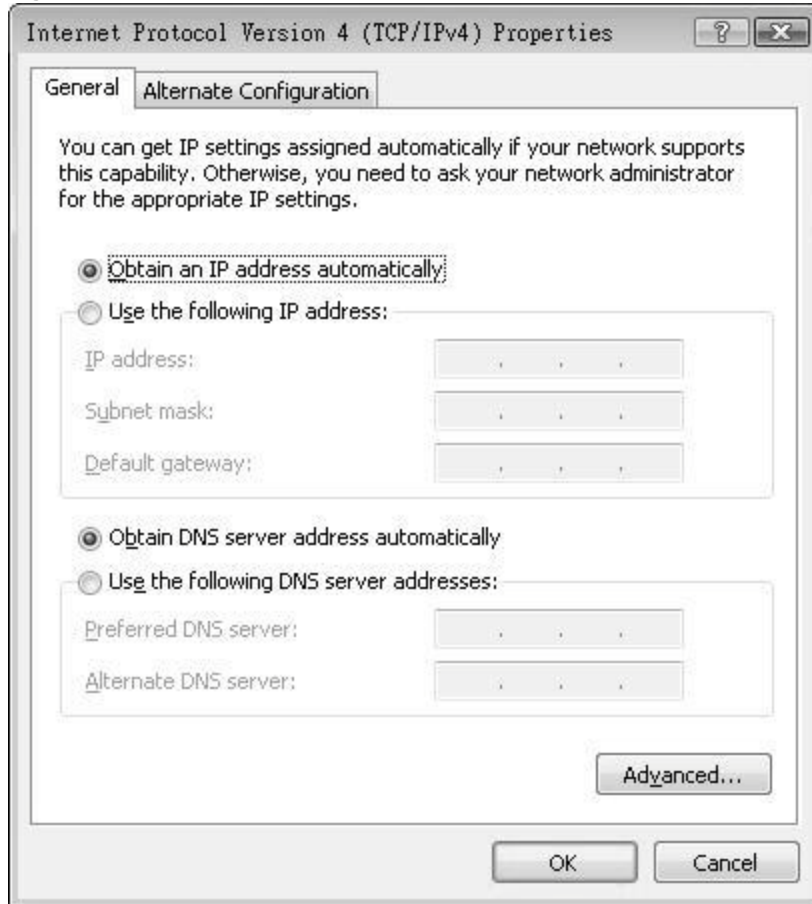 Internet Protocol Version 4 (TCP/IPv4) Properties
General
Alternate Configuration
You can get IP settings assigned automatically if your network supports
this capability. Otherwise, you need to ask your network administrator
for the appropriate IP settings.
Obtain an IP address automatically
Use the following IP address:
IP address:
Subnet mask:
Default gateway:
Obtain DNS server address automatically
Use the following DNS server addresses:
Preferred DNS server:
Alternate DNS server:
Advanced...
OK
Cancel